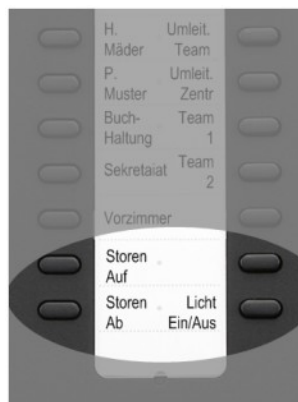 H. Umleit.
Mäder Team
P. Umleit.
Muster Zentr
Buch- Team
Haltung 1
Sekretaiat Team
2
Vorzimmer
Storen
Auf
Storen Licht
Ab Ein/Aus